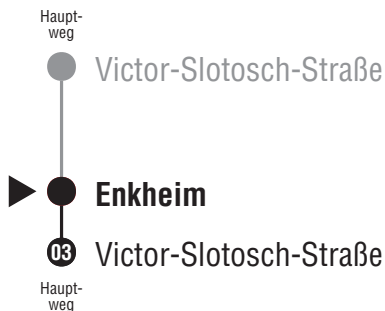 Haupt-
weg
Victor-Slotosch-Straße
Enkheim
03 Victor-Slotosch-Straße
Haupt-
weg